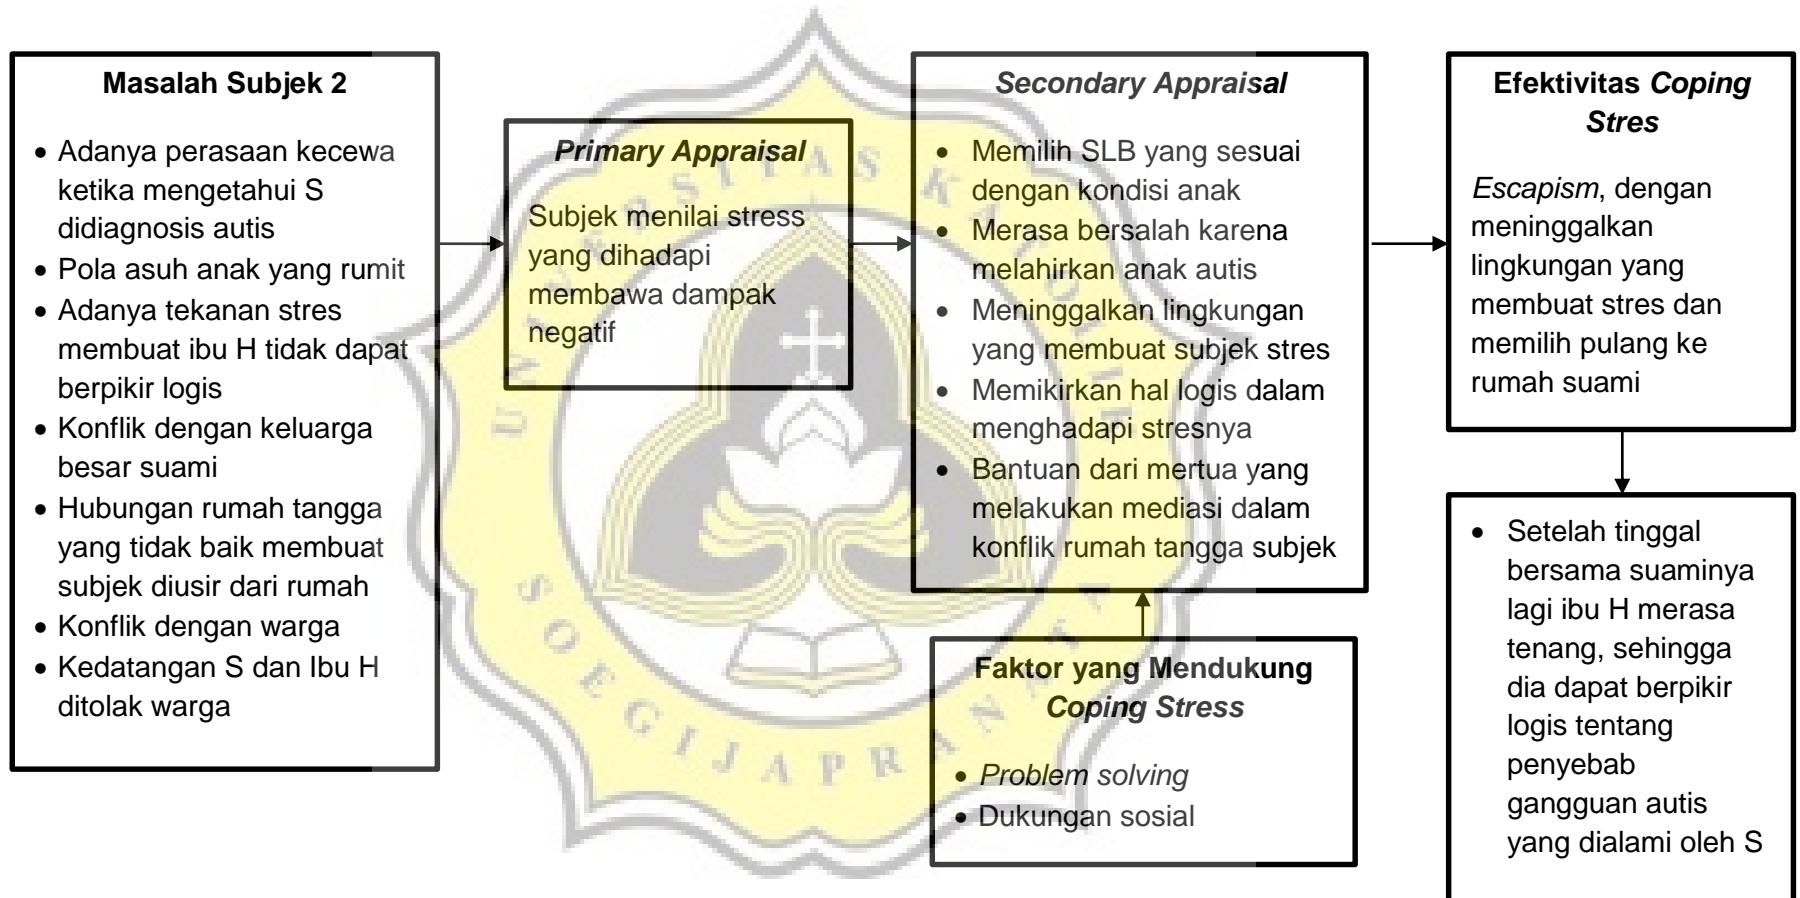 Masalah Subjek 2
• Adanya perasaan kecewa
ketika mengetahui S
didiagnosis autis
• Pola asuh anak yang rumit
• Adanya tekanan stres
membuat ibu H tidak dapat
berpikir logis
• Konflik dengan keluarga
besar suami
• Hubungan rumah tangga
yang tidak baik membuat
subjek diusir dari rumah
• Konflik dengan warga
• Kedatangan S dan Ibu H
ditolak warga
Primary Appraisal
Subjek menilai stress
yang dihadapi
membawa dampak
negatif
Secondary Appraisal
• Memilih SLB yang sesuai
dengan kondisi anak
• Merasa bersalah karena
melahirkan anak autis
• Meninggalkan lingkungan
yang membuat subjek stres
• Memikirkan hal logis dalam
menghadapi stresnya
• Bantuan dari mertua yang
melakukan mediasi dalam
konflik rumah tangga subjek
Faktor yang Mendukung
Coping Stress
• Problem solving
• Dukungan sosial
Efektivitas Coping
Stres
Escapism, dengan
meninggalkan
lingkungan yang
membuat stres dan
memilih pulang ke
rumah suami
• Setelah tinggal
bersama suaminya
lagi ibu H merasa
tenang, sehingga
dia dapat berpikir
logis tentang
penyebab
gangguan autis
yang dialami oleh S
UNIVERSITAS KATOLIK
SOEGIJAPRANATA